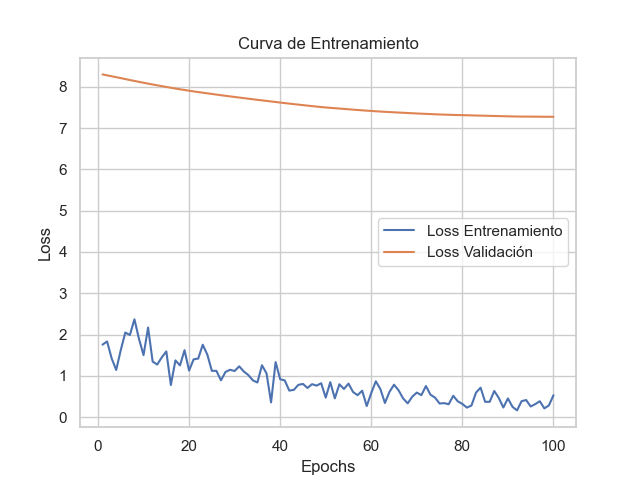 Curva de Entrenamiento
Loss
8
7
6
5
4
3
2
1
0
Loss Entrenamiento
Loss Validación
0 20 40 60 80 100
Epochs